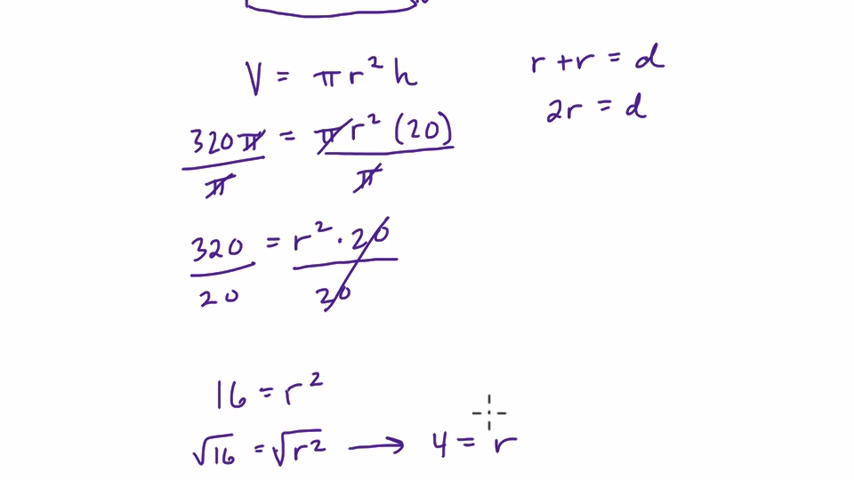 V = πr²h
320π = πr² (20)
π π
320 = r² · 20
20 20
16 = r²
√16 = √r² → 4 = r
r + r = d
2r = d